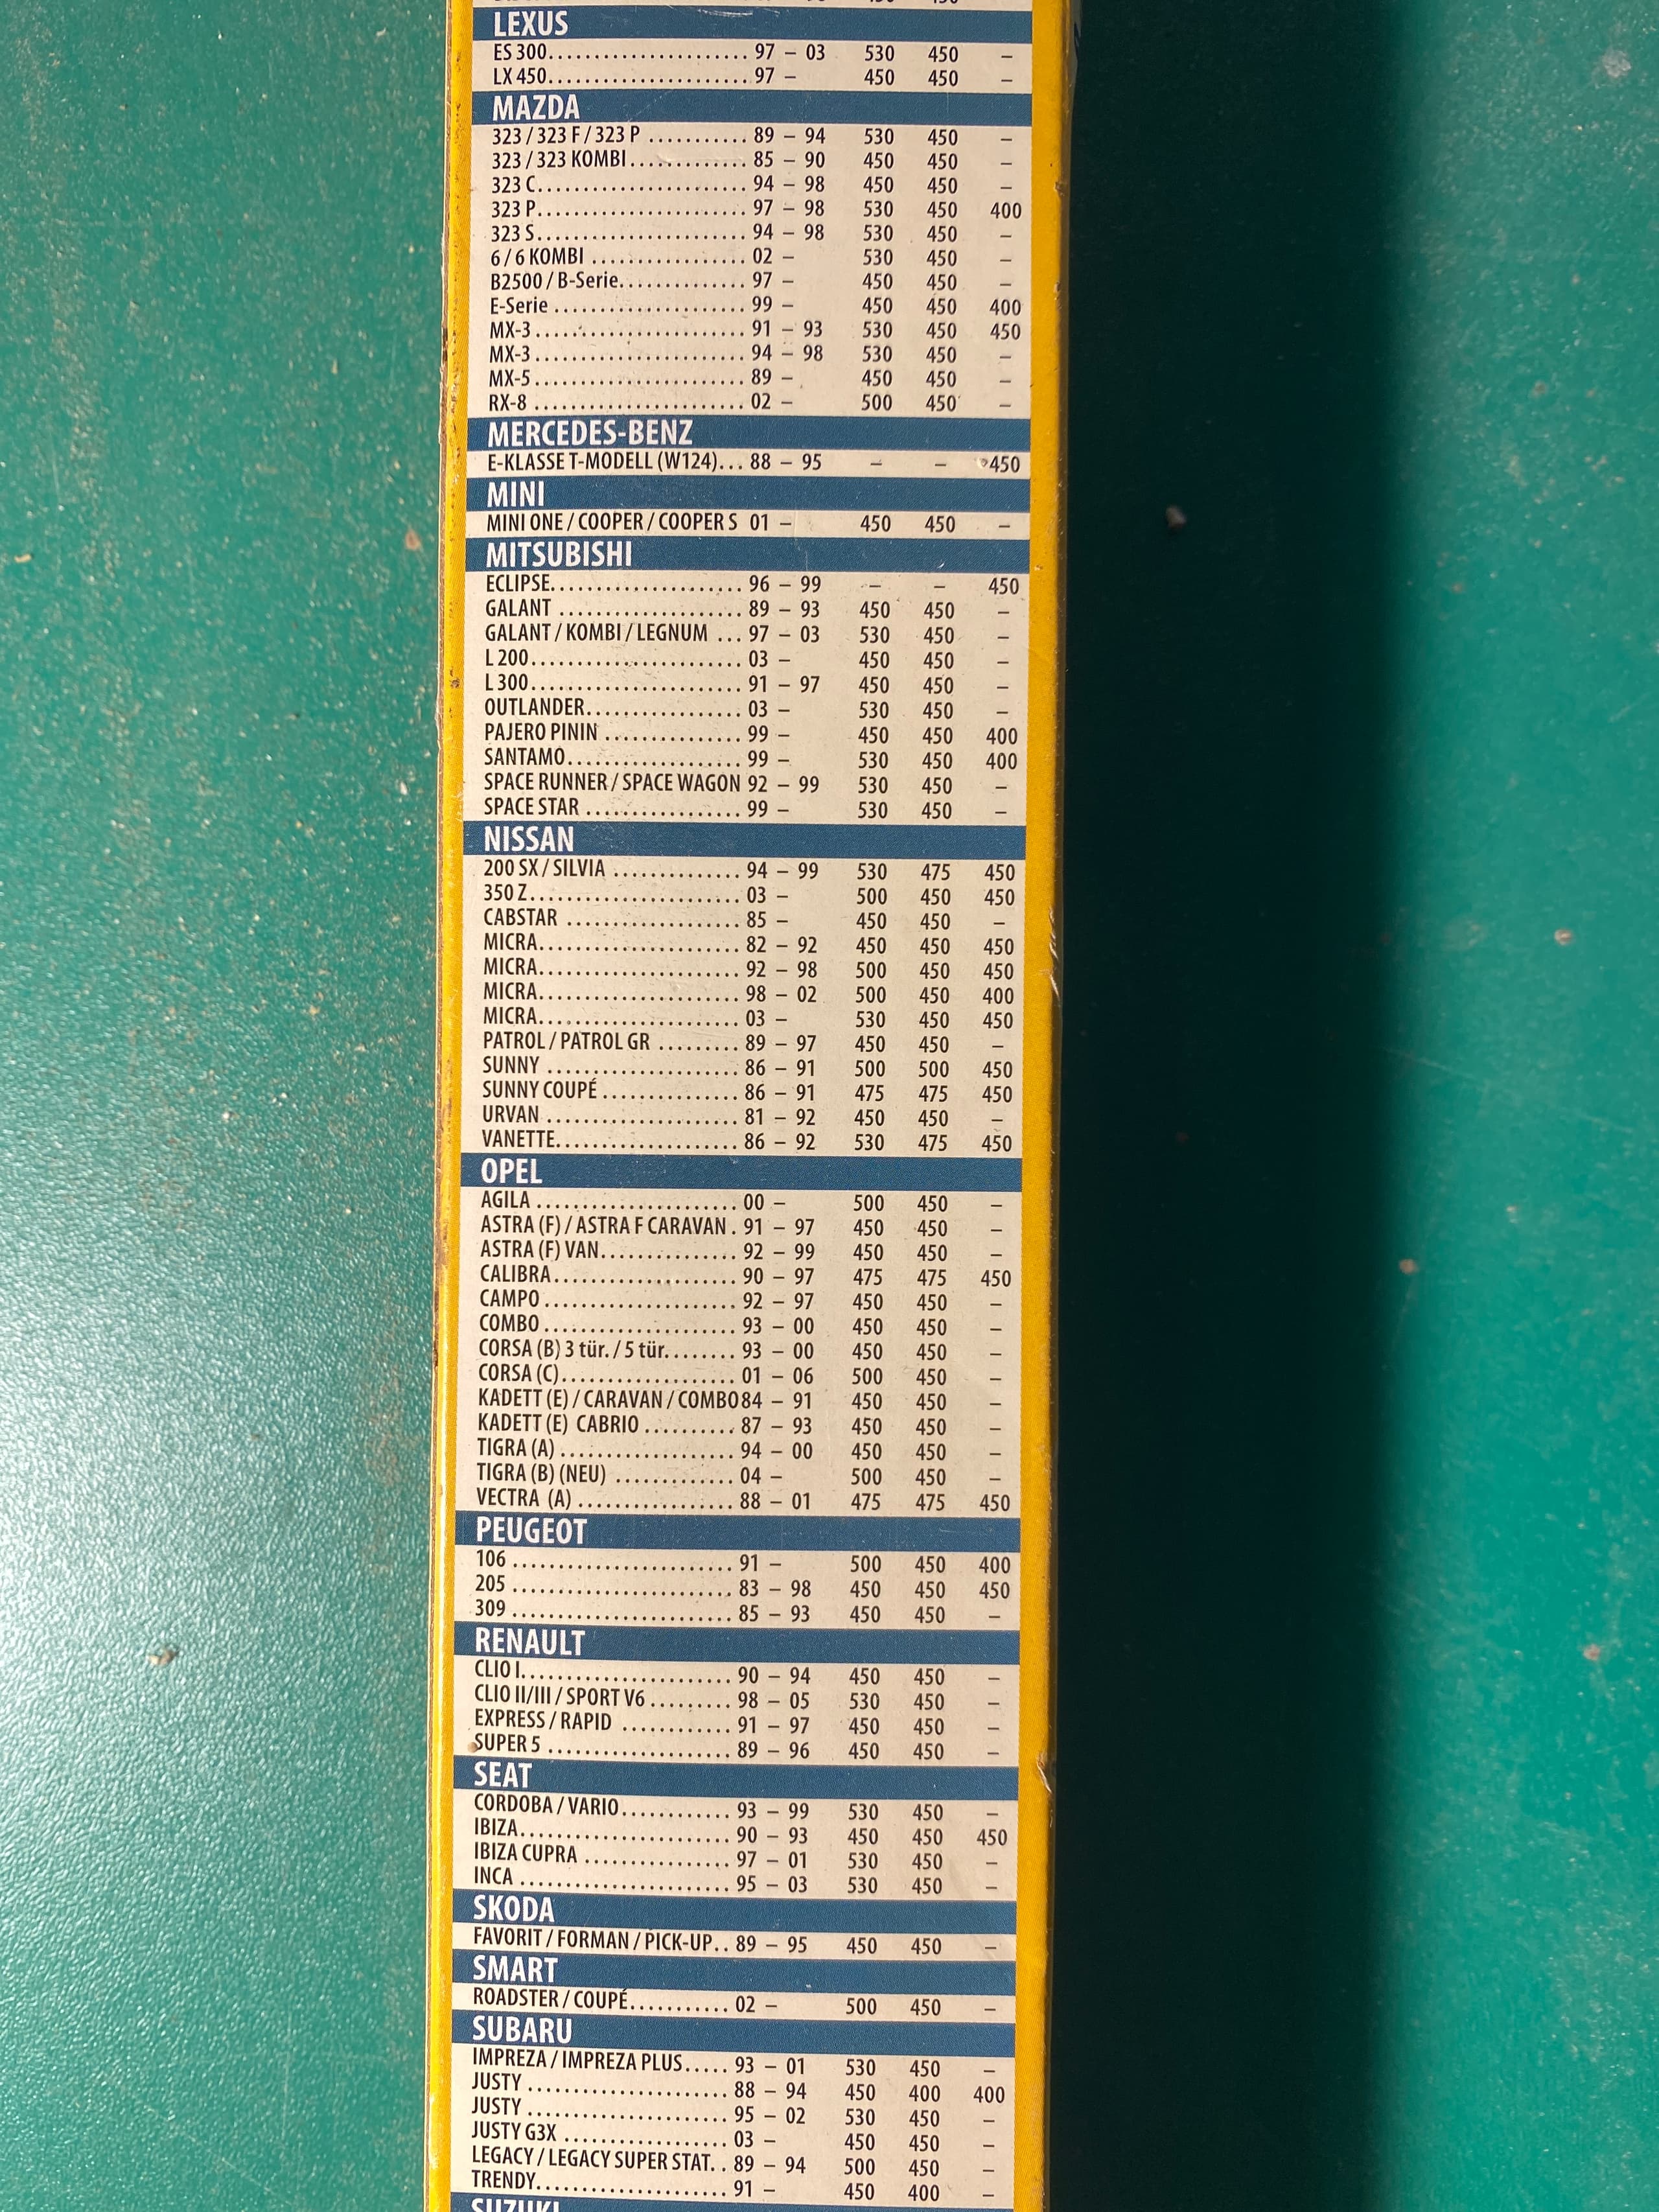 LEXUS
ES 300...................... 97 – 03 530 450 –
LX 450...................... 97 – 450 450 –
MAZDA
323 / 323 F / 323 P ........... 89 – 94 530 450 –
323 / 323 KOMBI............. 85 – 90 450 450 –
323 C....................... 94 – 98 450 450 –
323 P....................... 97 – 98 530 450 400
323 S....................... 94 – 98 530 450 –
6 / 6 KOMBI ................. 02 – 530 450 –
B2500 / B-Serie.............. 97 – 450 450 –
E-Serie ..................... 99 – 450 450 400
MX-3........................ 91 – 93 530 450 450
MX-3........................ 94 – 98 530 450 –
MX-5........................ 89 – 450 450 –
RX-8 ....................... 02 – 500 450 –
MERCEDES-BENZ
E-KLASSE T-MODELL (W124)... 88 – 95 – – 450
MINI
MINI ONE / COOPER / COOPER S 01 – 450 450 –
MITSUBISHI
ECLIPSE..................... 96 – 99 – – 450
GALANT .................... 89 – 93 450 450 –
GALANT / KOMBI / LEGNUM ... 97 – 03 530 450 –
L 200....................... 03 – 450 450 –
L 300....................... 91 – 97 450 450 –
OUTLANDER................. 03 – 530 450 –
PAJERO PININ ............... 99 – 450 450 400
SANTAMO................... 99 – 530 450 400
SPACE RUNNER / SPACE WAGON 92 – 99 530 450 –
SPACE STAR ................. 99 – 530 450 –
NISSAN
200 SX / SILVIA .............. 94 – 99 530 475 450
350 Z....................... 03 – 500 450 450
CABSTAR ................... 85 – 450 450 –
MICRA...................... 82 – 92 450 450 450
MICRA...................... 92 – 98 500 450 450
MICRA...................... 98 – 02 500 450 400
MICRA...................... 03 – 530 450 450
PATROL / PATROL GR ......... 89 – 97 450 450 –
SUNNY ..................... 86 – 91 500 500 450
SUNNY COUPÉ ............... 86 – 91 475 475 450
URVAN ..................... 81 – 92 450 450 –
VANETTE.................... 86 – 92 530 475 450
OPEL
AGILA ...................... 00 – 500 450 –
ASTRA (F) / ASTRA F CARAVAN . 91 – 97 450 450 –
ASTRA (F) VAN............... 92 – 99 450 450 –
CALIBRA.................... 90 – 97 475 475 450
CAMPO ..................... 92 – 97 450 450 –
COMBO ..................... 93 – 00 450 450 –
CORSA (B) 3 tür. / 5 tür........ 93 – 00 450 450 –
CORSA (C)................... 01 – 06 500 450 –
KADETT (E) / CARAVAN / COMBO84 – 91 450 450 –
KADETT (E) CABRIO .......... 87 – 93 450 450 –
TIGRA (A) ................... 94 – 00 450 450 –
TIGRA (B) (NEU) ............. 04 – 500 450 –
VECTRA (A) ................. 88 – 01 475 475 450
PEUGEOT
106 ........................ 91 – 500 450 400
205 ........................ 83 – 98 450 450 450
309 ........................ 85 – 93 450 450 –
RENAULT
CLIO I....................... 90 – 94 450 450 –
CLIO II/III / SPORT V6 ......... 98 – 05 530 450 –
EXPRESS / RAPID ............ 91 – 97 450 450 –
SUPER 5 .................... 89 – 96 450 450 –
SEAT
CORDOBA / VARIO............ 93 – 99 530 450 –
IBIZA....................... 90 – 93 450 450 450
IBIZA CUPRA ................ 97 – 01 530 450 –
INCA ....................... 95 – 03 530 450 –
SKODA
FAVORIT / FORMAN / PICK-UP.. 89 – 95 450 450 –
SMART
ROADSTER / COUPÉ........... 02 – 500 450 –
SUBARU
IMPREZA / IMPREZA PLUS..... 93 – 01 530 450 –
JUSTY ...................... 88 – 94 450 400 400
JUSTY ...................... 95 – 02 530 450 –
JUSTY G3X .................. 03 – 450 450 –
LEGACY / LEGACY SUPER STAT. . 89 – 94 500 450 –
TRENDY..................... 91 – 450 400 –
SUZUKI